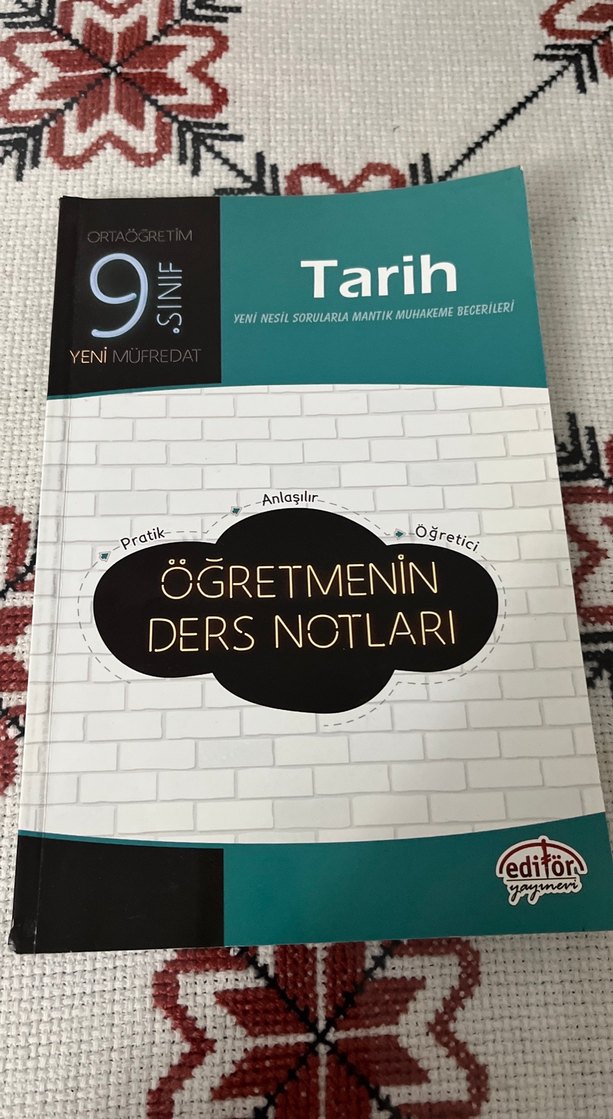 ORTAÖĞRETİM
9.SINIF
YENİ MÜFREDAT
Tarih
YENİ NESİL SORULARLA MANTIK MUHAKEME BECERİLERİ
Pratik
Anlaşılır
Öğretici
ÖĞRETMENİN
DERS NOTLARI
editör
yayınevi